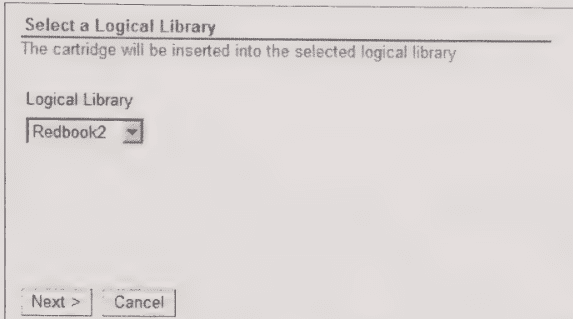 Select a Logical Library
The cartridge will be inserted into the selected logical library
Logical Library
Redbook2
Next >
Cancel